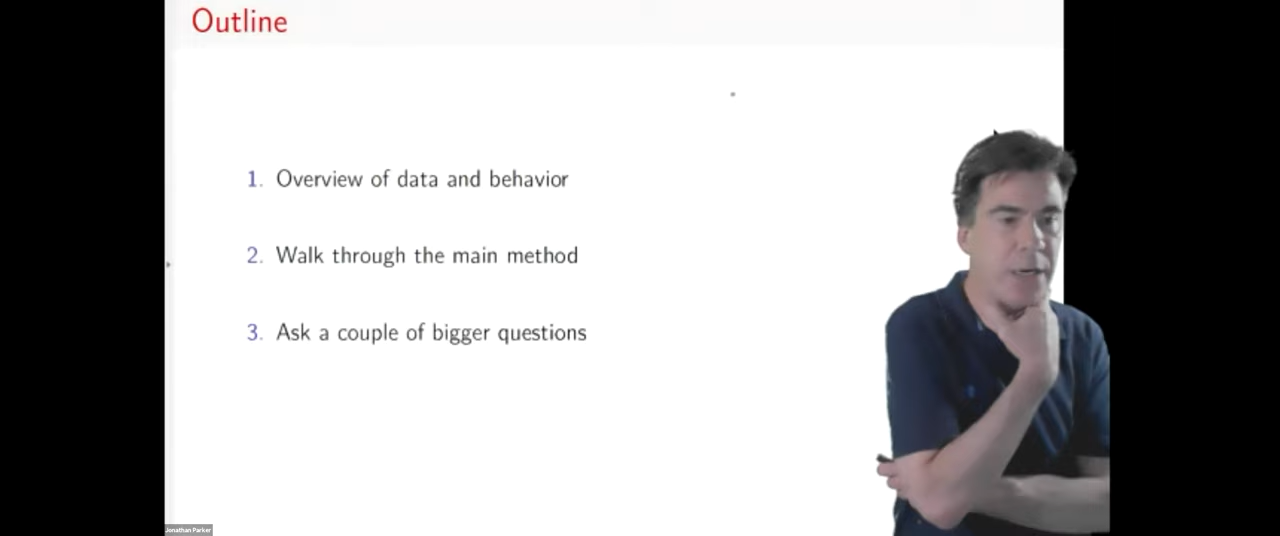 Outline
1. Overview of data and behavior
2. Walk through the main method
3. Ask a couple of bigger questions
Jonathan Parker